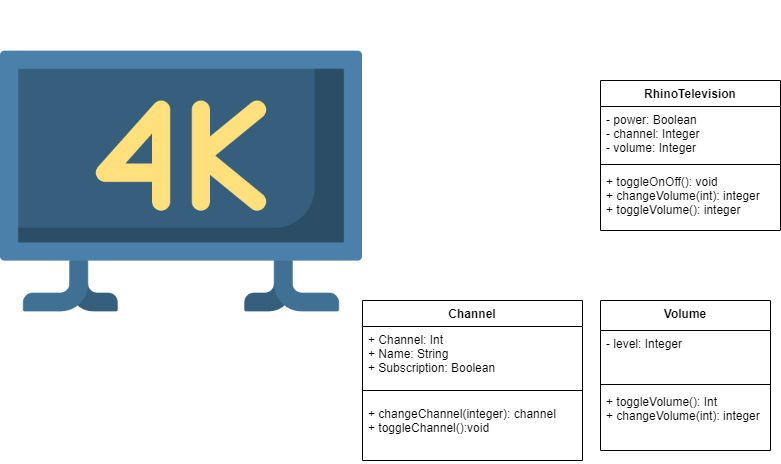 4K
RhinoTelevision
- power: Boolean
- channel: Integer
- volume: Integer
+ toggleOnOff(): void
+ changeVolume(int): integer
+ toggleVolume(): integer
Channel
+ Channel: Int
+ Name: String
+ Subscription: Boolean
+ changeChannel(integer): channel
+ toggleChannel():void
Volume
- level: Integer
+ toggleVolume(): Int
+ changeVolume(int): integer